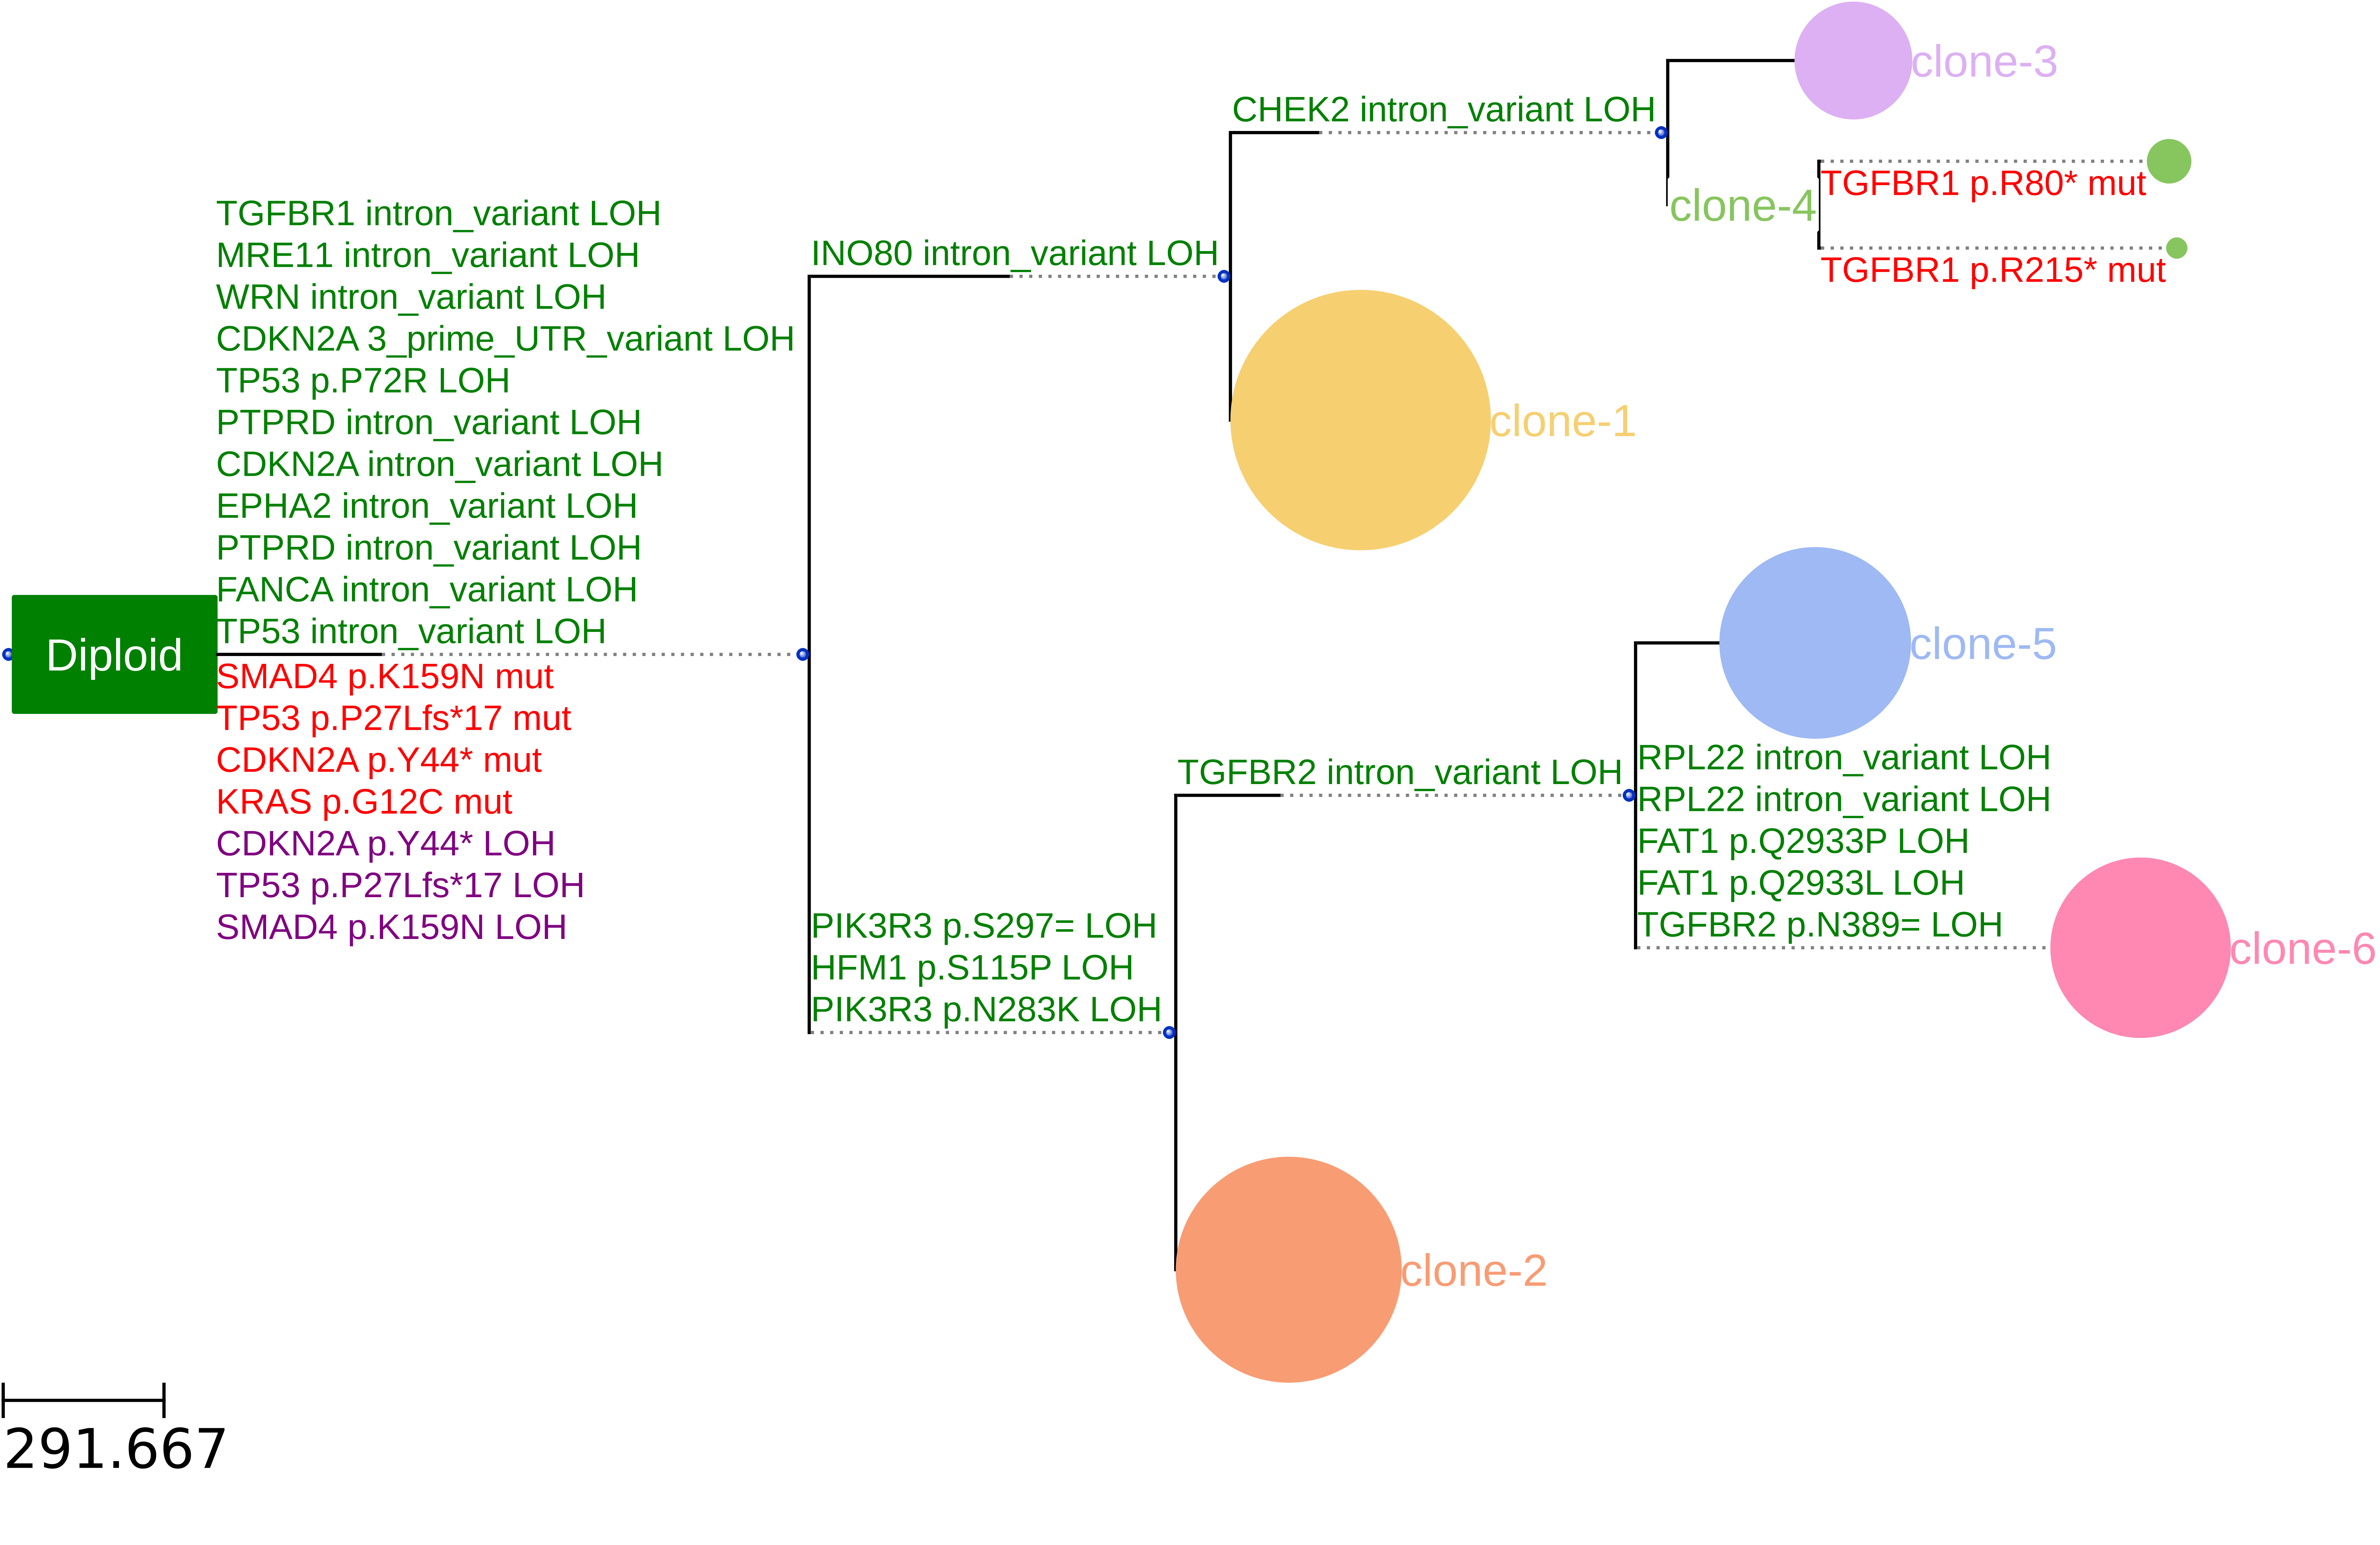 clone-3
CHEK2 intron_variant LOH
TGFBR1 p.R80* mut
clone-4
TGFBR1 p.R215* mut
INO80 intron_variant LOH
clone-1
TGFBR1 intron_variant LOH
MRE11 intron_variant LOH
WRN intron_variant LOH
CDKN2A 3_prime_UTR_variant LOH
TP53 p.P72R LOH
PTPRD intron_variant LOH
CDKN2A intron_variant LOH
EPHA2 intron_variant LOH
PTPRD intron_variant LOH
FANCA intron_variant LOH
TP53 intron_variant LOH
Diploid
SMAD4 p.K159N mut
TP53 p.P27Lfs*17 mut
CDKN2A p.Y44* mut
KRAS p.G12C mut
CDKN2A p.Y44* LOH
TP53 p.P27Lfs*17 LOH
SMAD4 p.K159N LOH
clone-5
TGFBR2 intron_variant LOH
RPL22 intron_variant LOH
RPL22 intron_variant LOH
FAT1 p.Q2933P LOH
FAT1 p.Q2933L LOH
TGFBR2 p.N389= LOH
clone-6
PIK3R3 p.S297= LOH
HFM1 p.S115P LOH
PIK3R3 p.N283K LOH
clone-2
291.667